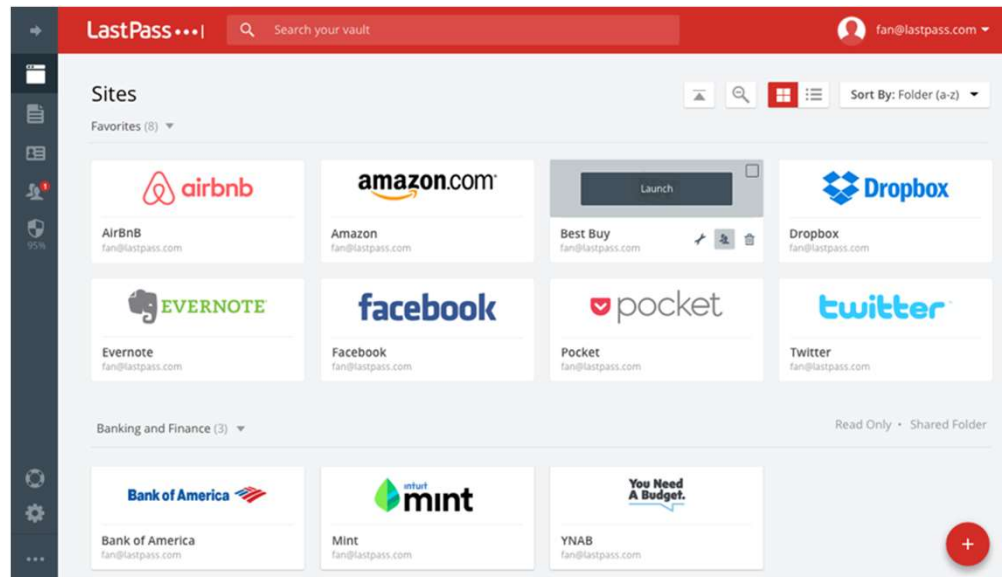 LastPass •••|
Search your vault
fan@lastpass.com
Sites
Sort By: Folder (a-z)
Favorites (8)
1
95%
airbnb
amazon.com
Launch
Dropbox
AirBnB
fan@lastpass.com
Amazon
fan@lastpass.com
Best Buy
fan@lastpass.com
Dropbox
fan@lastpass.com
EVERNOTE
facebook
pocket
twitter
Evernote
fan@lastpass.com
Facebook
fan@lastpass.com
Pocket
fan@lastpass.com
Twitter
fan@lastpass.com
Banking and Finance (3)
Read Only • Shared Folder
Bank of America
intuit
mint
You Need
A Budget.
Bank of America
fan@lastpass.com
Mint
fan@lastpass.com
YNAB
fan@lastpass.com